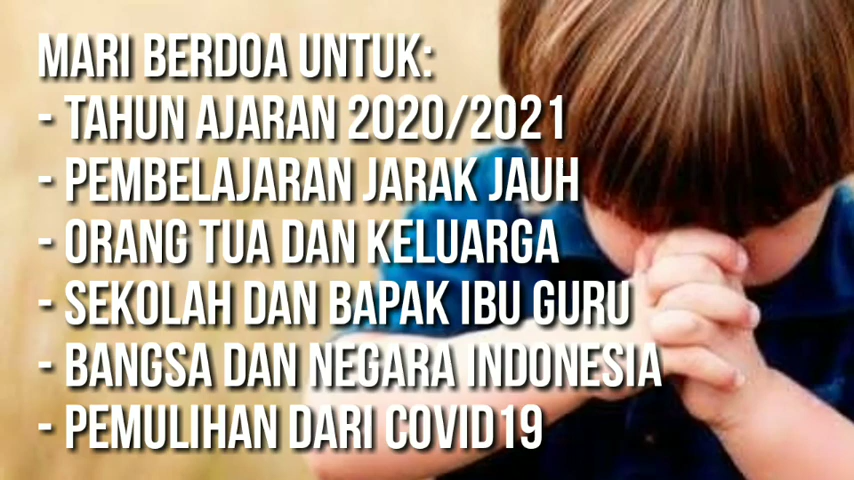 MARI BERDOA UNTUK:
- TAHUN AJARAN 2020/2021
- PEMBELAJARAN JARAK JAUH
- ORANG TUA DAN KELUARGA
- SEKOLAH DAN BAPAK IBU GURU
- BANGSA DAN NEGARA INDONESIA
- PEMULIHAN DARI COVID19